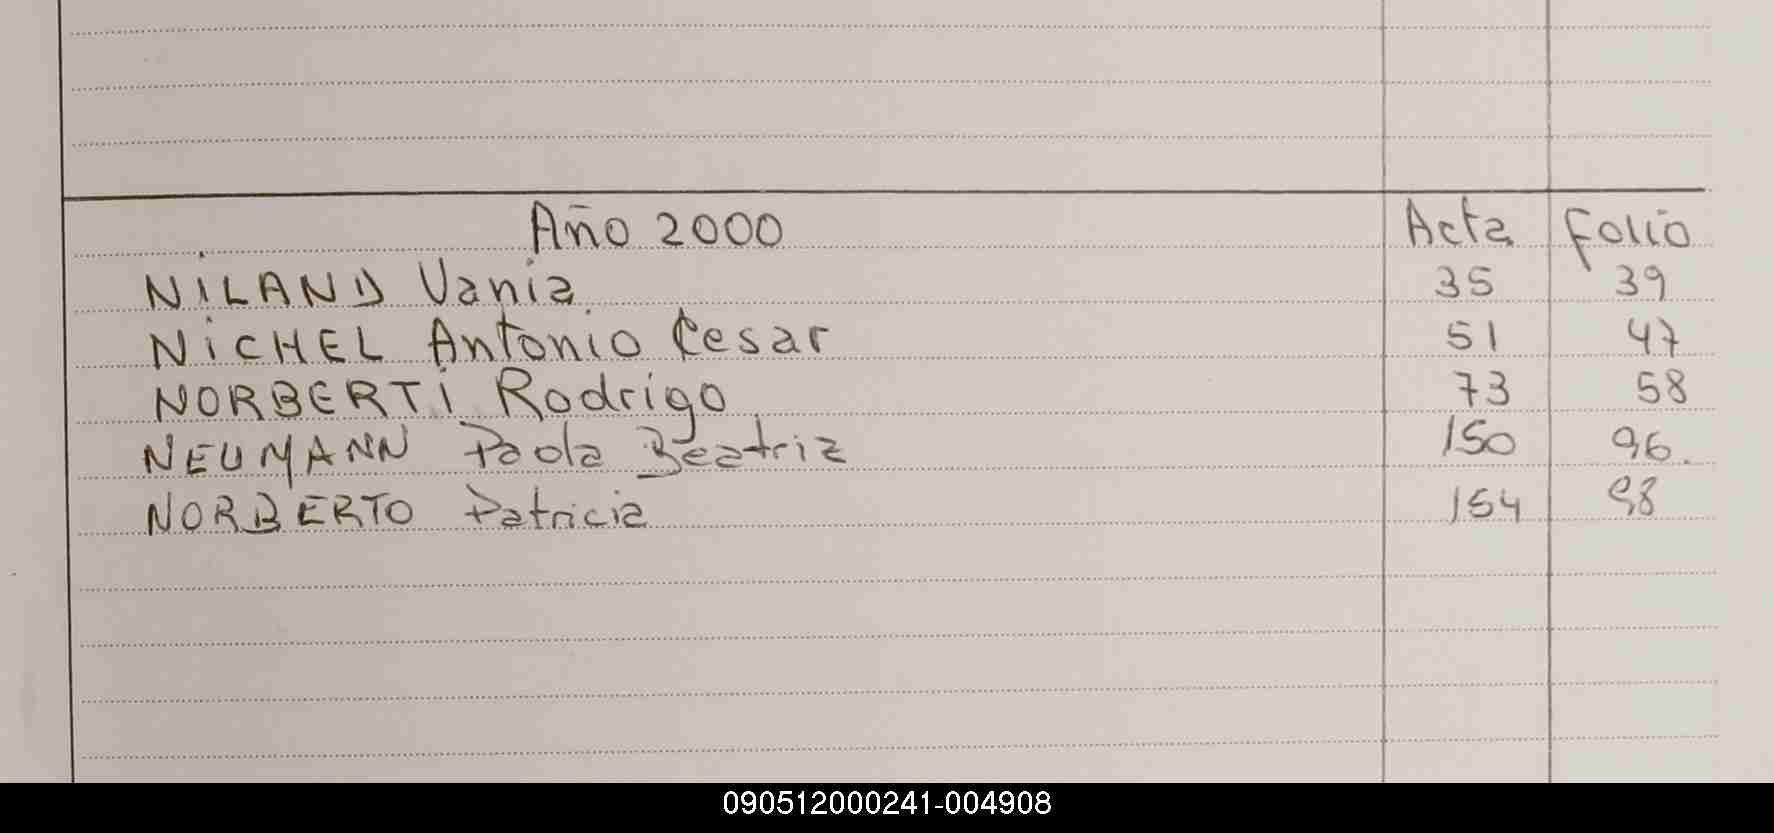 Año 2000 Acta Folio
NILAND Vania 35 39
NICHEL Antonio Cesar 51 47
NORBERTI Rodrigo 73 58
NEUMANN Paola Beatriz 150 96.
NORBERTO Patricia 154 98
090512000241-004908